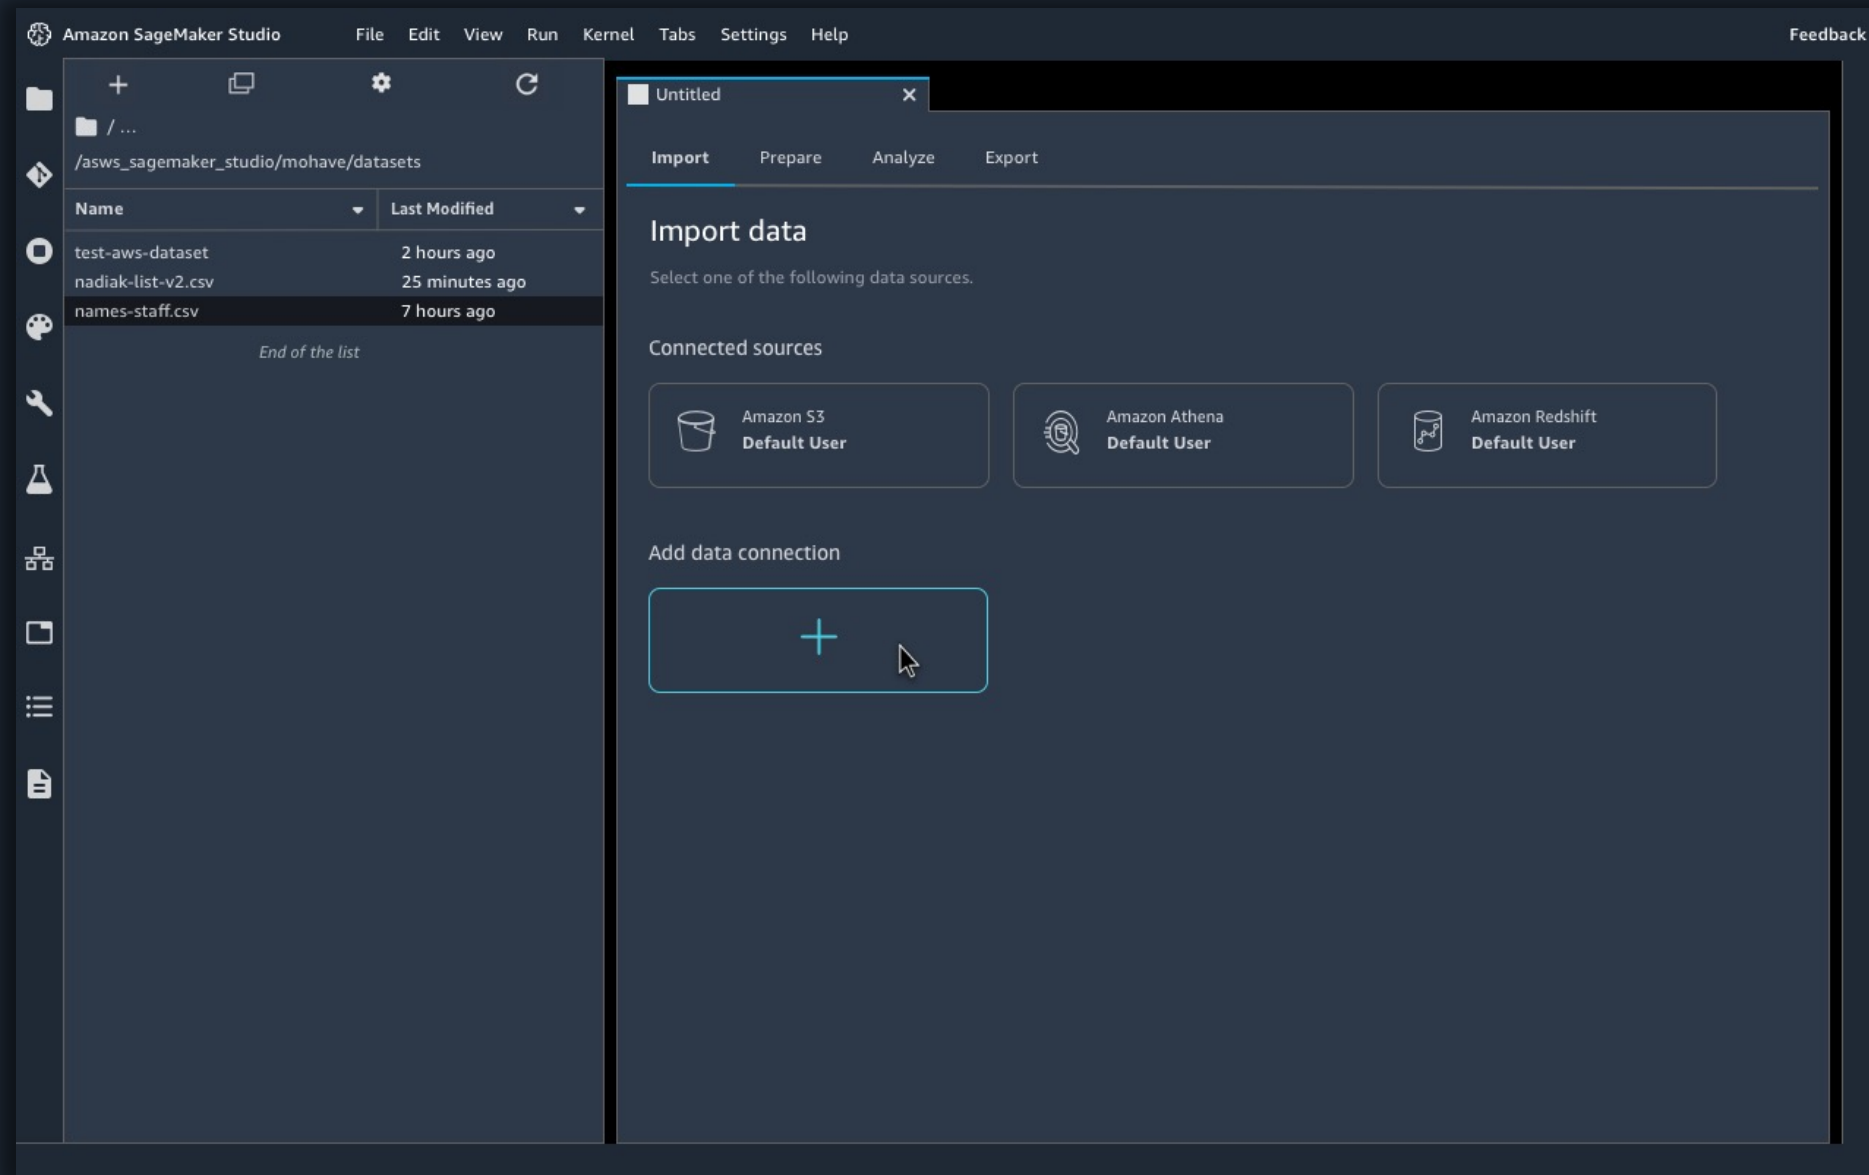 Amazon SageMaker Studio File Edit View Run Kernel Tabs Settings Help Feedback
/ ...
/asws_sagemaker_studio/mohave/datasets
Name Last Modified
test-aws-dataset 2 hours ago
nadiak-list-v2.csv 25 minutes ago
names-staff.csv 7 hours ago
End of the list
Untitled
Import Prepare Analyze Export
Import data
Select one of the following data sources.
Connected sources
Amazon S3
Default User
Amazon Athena
Default User
Amazon Redshift
Default User
Add data connection